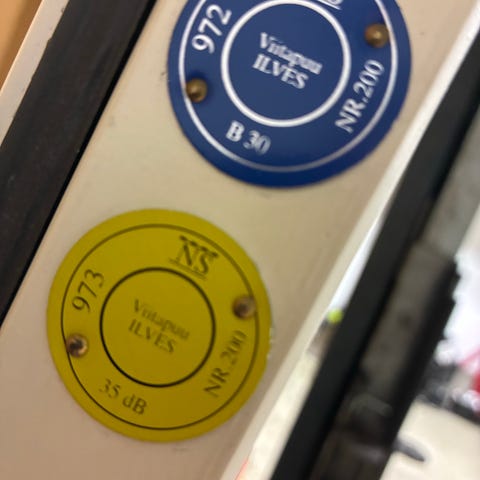 972
Viitapuu
ILVES
NR.200
B 30
NS
973
Viitapuu
ILVES
NR.200
35 dB